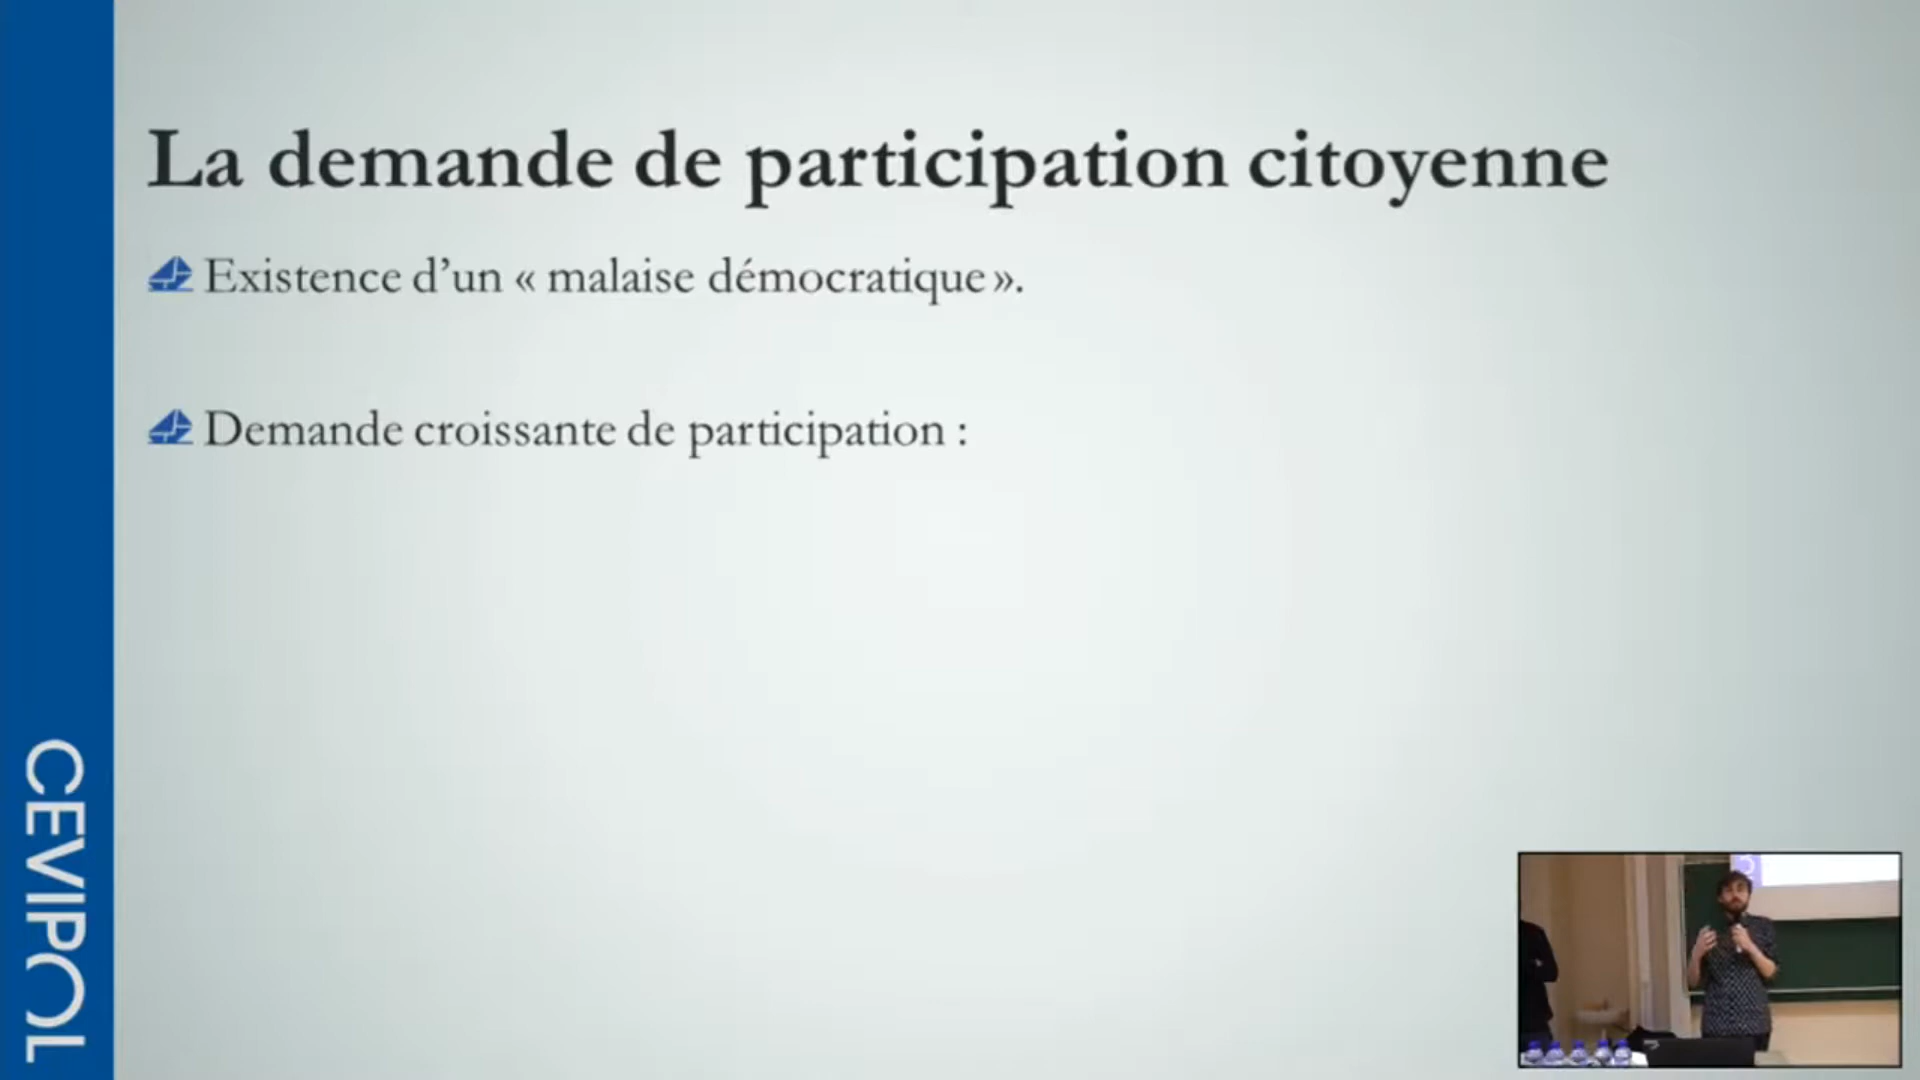 La demande de participation citoyenne
Existence d’un « malaise démocratique ».
Demande croissante de participation :
CEVIPOL